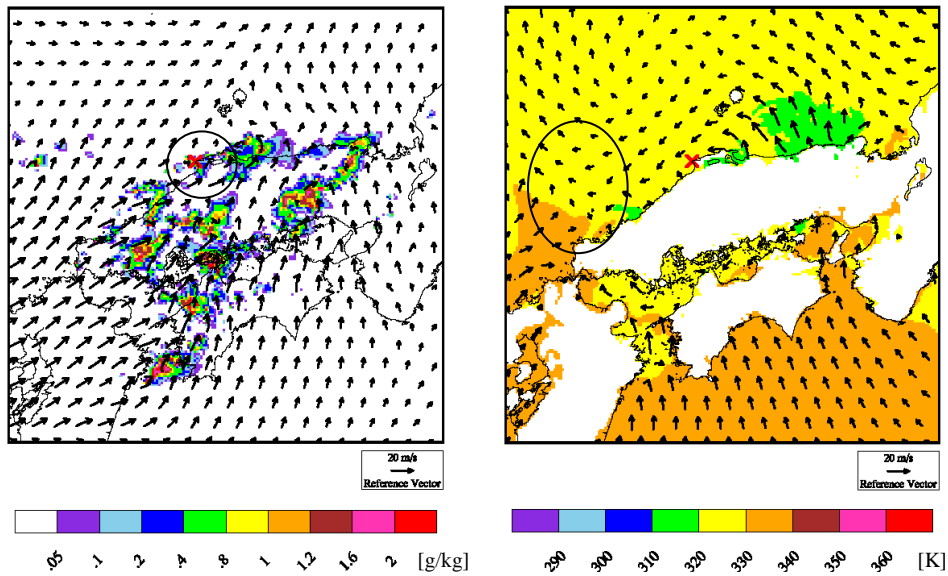 20 m/s
Reference Vector
20 m/s
Reference Vector
.05 .1 .2 .4 .8 1 1.2 1.6 2 [g/kg]
290 300 310 320 330 340 350 360 [K]